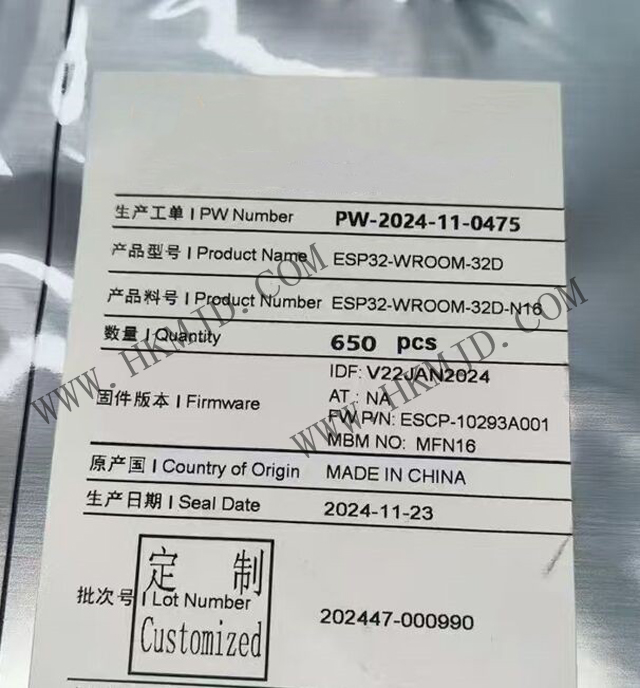 生产工单 | PW Number PW-2024-11-0475
产品型号 | Product Name ESP32-WROOM-32D
产品料号 | Product Number ESP32-WROOM-32D-N16
数量 | Quantity 650 pcs
固件版本 | Firmware IDF: V22JAN2024
AT : NA
FW P/N: ESCP-10293A001
MBM NO: MFN16
原产国 | Country of Origin MADE IN CHINA
生产日期 | Seal Date 2024-11-23
定 制
批次号 | Lot Number 202447-000990
Customized
WWW.HKMJD.COM
WWW.HKMJD.COM